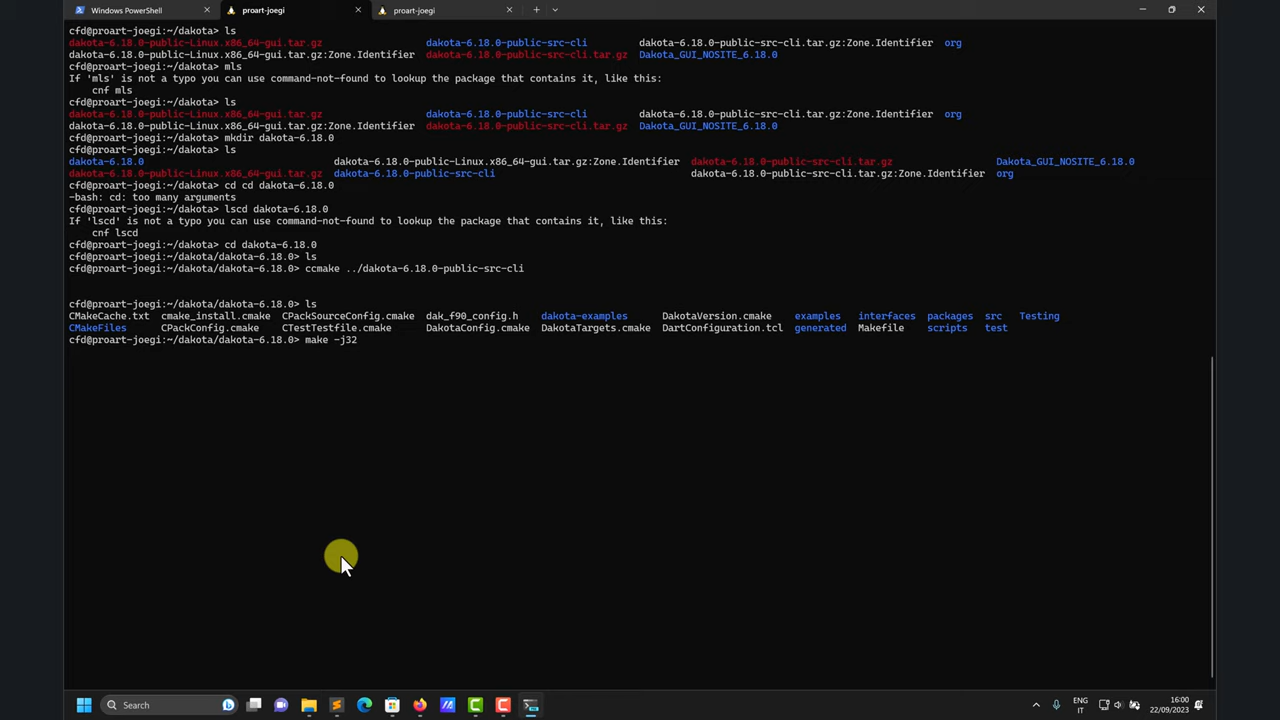 Windows PowerShell proart-joegi proart-joegi
cfd@proart-joegi:~/dakota> ls
dakota-6.18.0-public-Linux.x86_64-gui.tar.gz dakota-6.18.0-public-src-cli dakota-6.18.0-public-src-cli.tar.gz:Zone.Identifier org
dakota-6.18.0-public-Linux.x86_64-gui.tar.gz:Zone.Identifier dakota-6.18.0-public-src-cli.tar.gz Dakota_GUI_NOSITE_6.18.0
cfd@proart-joegi:~/dakota> mls
If 'mls' is not a typo you can use command-not-found to lookup the package that contains it, like this:
cnf mls
cfd@proart-joegi:~/dakota> ls
dakota-6.18.0-public-Linux.x86_64-gui.tar.gz dakota-6.18.0-public-src-cli dakota-6.18.0-public-src-cli.tar.gz:Zone.Identifier org
dakota-6.18.0-public-Linux.x86_64-gui.tar.gz:Zone.Identifier dakota-6.18.0-public-src-cli.tar.gz Dakota_GUI_NOSITE_6.18.0
cfd@proart-joegi:~/dakota> mkdir dakota-6.18.0
cfd@proart-joegi:~/dakota> ls
dakota-6.18.0 dakota-6.18.0-public-Linux.x86_64-gui.tar.gz:Zone.Identifier dakota-6.18.0-public-src-cli.tar.gz Dakota_GUI_NOSITE_6.18.0
dakota-6.18.0-public-Linux.x86_64-gui.tar.gz dakota-6.18.0-public-src-cli dakota-6.18.0-public-src-cli.tar.gz:Zone.Identifier org
cfd@proart-joegi:~/dakota> cd cd dakota-6.18.0
-bash: cd: too many arguments
cfd@proart-joegi:~/dakota> lscd dakota-6.18.0
If 'lscd' is not a typo you can use command-not-found to lookup the package that contains it, like this:
cnf lscd
cfd@proart-joegi:~/dakota> cd dakota-6.18.0
cfd@proart-joegi:~/dakota/dakota-6.18.0> ls
cfd@proart-joegi:~/dakota/dakota-6.18.0> ccmake ../dakota-6.18.0-public-src-cli
cfd@proart-joegi:~/dakota/dakota-6.18.0> ls
CMakeCache.txt cmake_install.cmake CPackSourceConfig.cmake dak_f90_config.h dakota-examples DakotaVersion.cmake examples interfaces packages src Testing
CMakeFiles CPackConfig.cmake CTestTestfile.cmake DakotaConfig.cmake DakotaTargets.cmake DartConfiguration.tcl generated Makefile scripts test
cfd@proart-joegi:~/dakota/dakota-6.18.0> make -j32
Search ENG 16:00
IT 22/09/2023